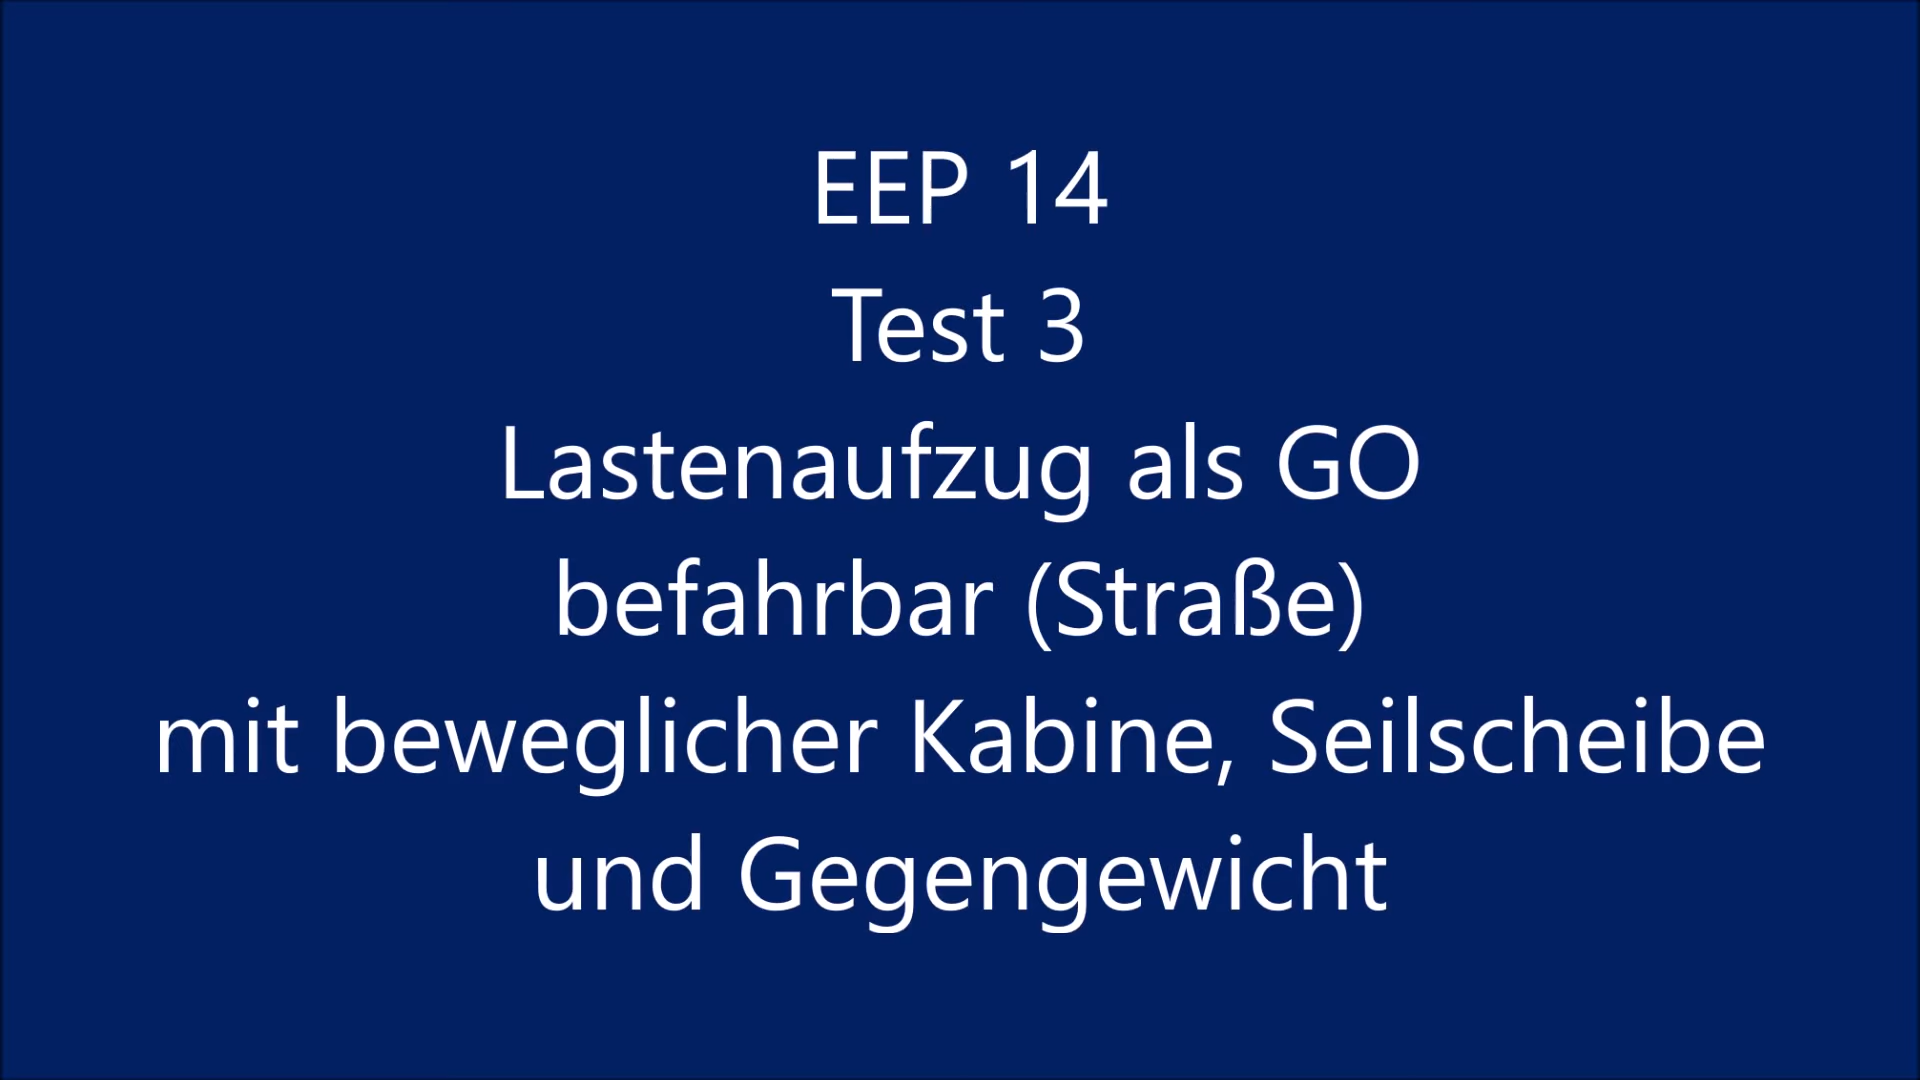 EEP 14
Test 3
Lastenaufzug als GO
befahrbar (Straße)
mit beweglicher Kabine, Seilscheibe
und Gegengewicht